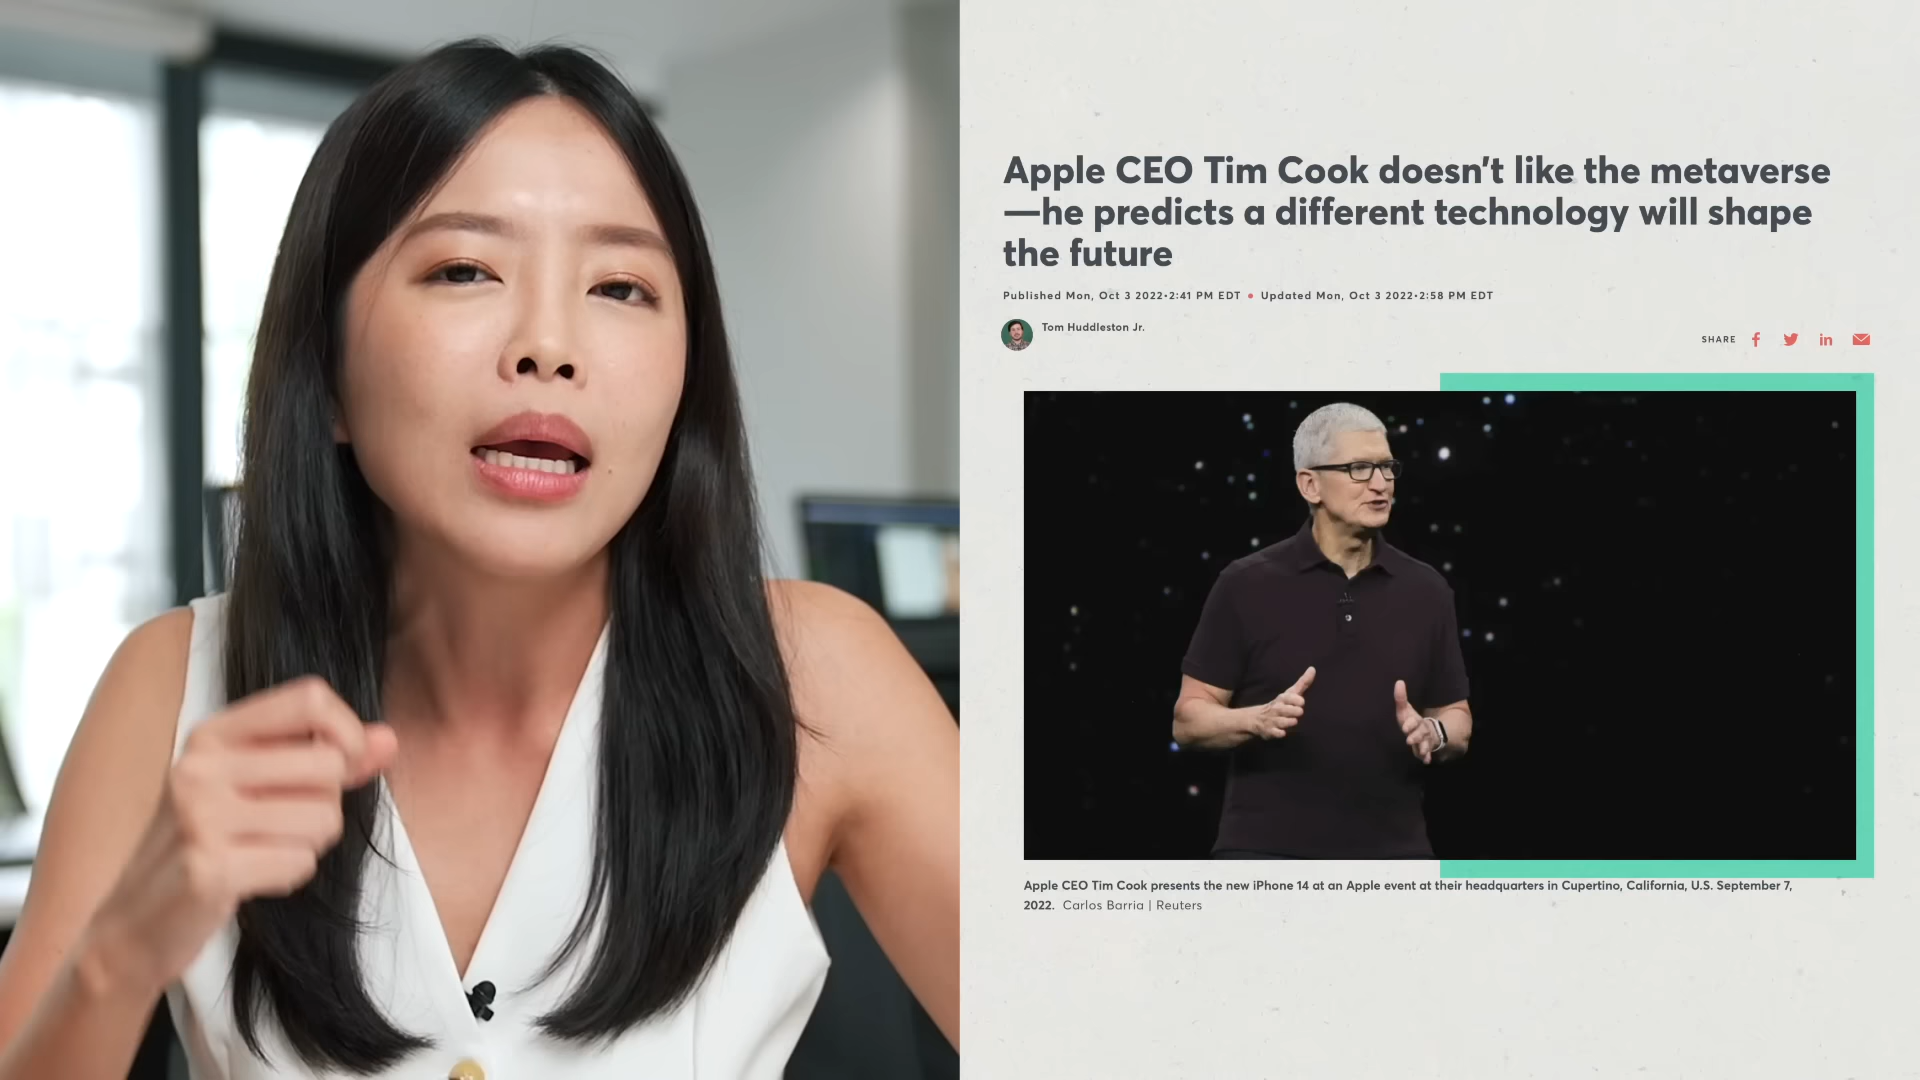 Apple CEO Tim Cook doesn't like the metaverse
—he predicts a different technology will shape
the future
Published Mon, Oct 3 2022•2:41 PM EDT • Updated Mon, Oct 3 2022•2:58 PM EDT
Tom Huddleston Jr.
SHARE
Apple CEO Tim Cook presents the new iPhone 14 at an Apple event at their headquarters in Cupertino, California, U.S. September 7,
2022. Carlos Barria | Reuters